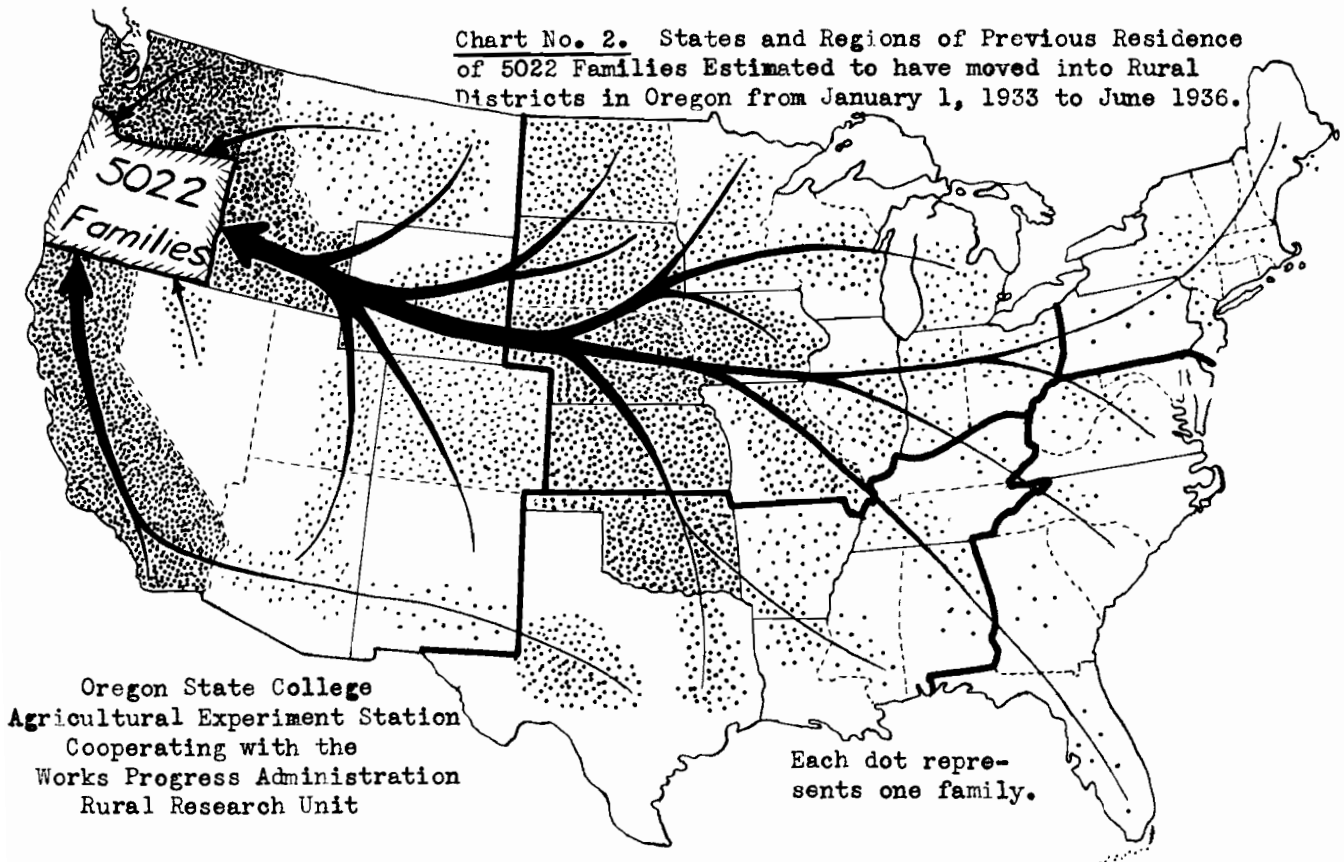 Chart No. 2. States and Regions of Previous Residence
of 5022 Families Estimated to have moved into Rural
Districts in Oregon from January 1, 1933 to June 1936.
5022
Families
Oregon State College
Agricultural Experiment Station
Cooperating with the
Works Progress Administration
Rural Research Unit
Each dot repre-
sents one family.